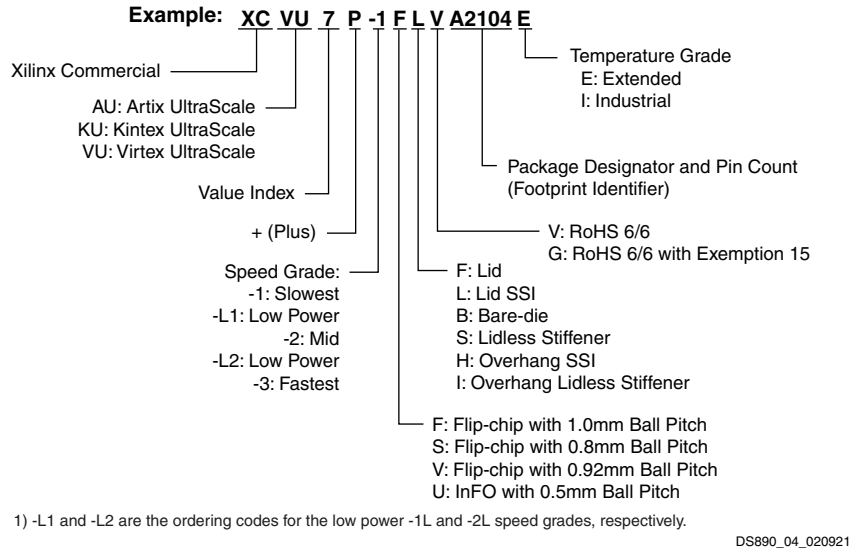 Example: XC VU 7 P -1 F L V A2104 E
Xilinx Commercial
AU: Artix UltraScale
KU: Kintex UltraScale
VU: Virtex UltraScale
Value Index
+ (Plus)
Speed Grade:
-1: Slowest
-L1: Low Power
-2: Mid
-L2: Low Power
-3: Fastest
Temperature Grade
E: Extended
I: Industrial
Package Designator and Pin Count
(Footprint Identifier)
V: RoHS 6/6
G: RoHS 6/6 with Exemption 15
F: Lid
L: Lid SSI
B: Bare-die
S: Lidless Stiffener
H: Overhang SSI
I: Overhang Lidless Stiffener
F: Flip-chip with 1.0mm Ball Pitch
S: Flip-chip with 0.8mm Ball Pitch
V: Flip-chip with 0.92mm Ball Pitch
U: InFO with 0.5mm Ball Pitch
1) -L1 and -L2 are the ordering codes for the low power -1L and -2L speed grades, respectively.
DS890_04_020921